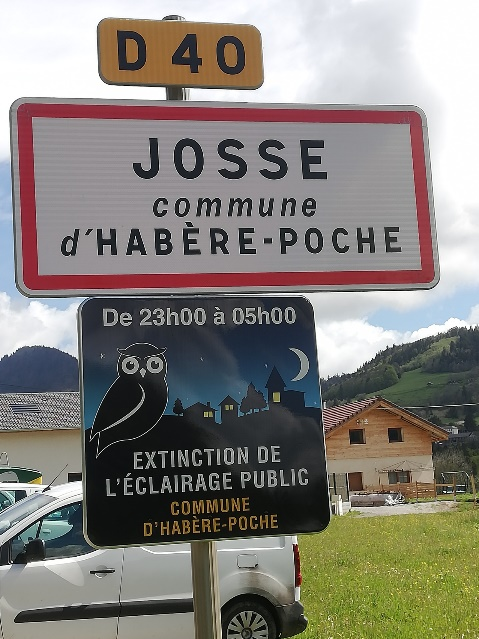 D 40
JOSSE
commune
d'HABÈRE-POCHE
De 23h00 à 05h00
EXTINCTION DE
L'ÉCLAIRAGE PUBLIC
COMMUNE
D'HABÈRE-POCHE